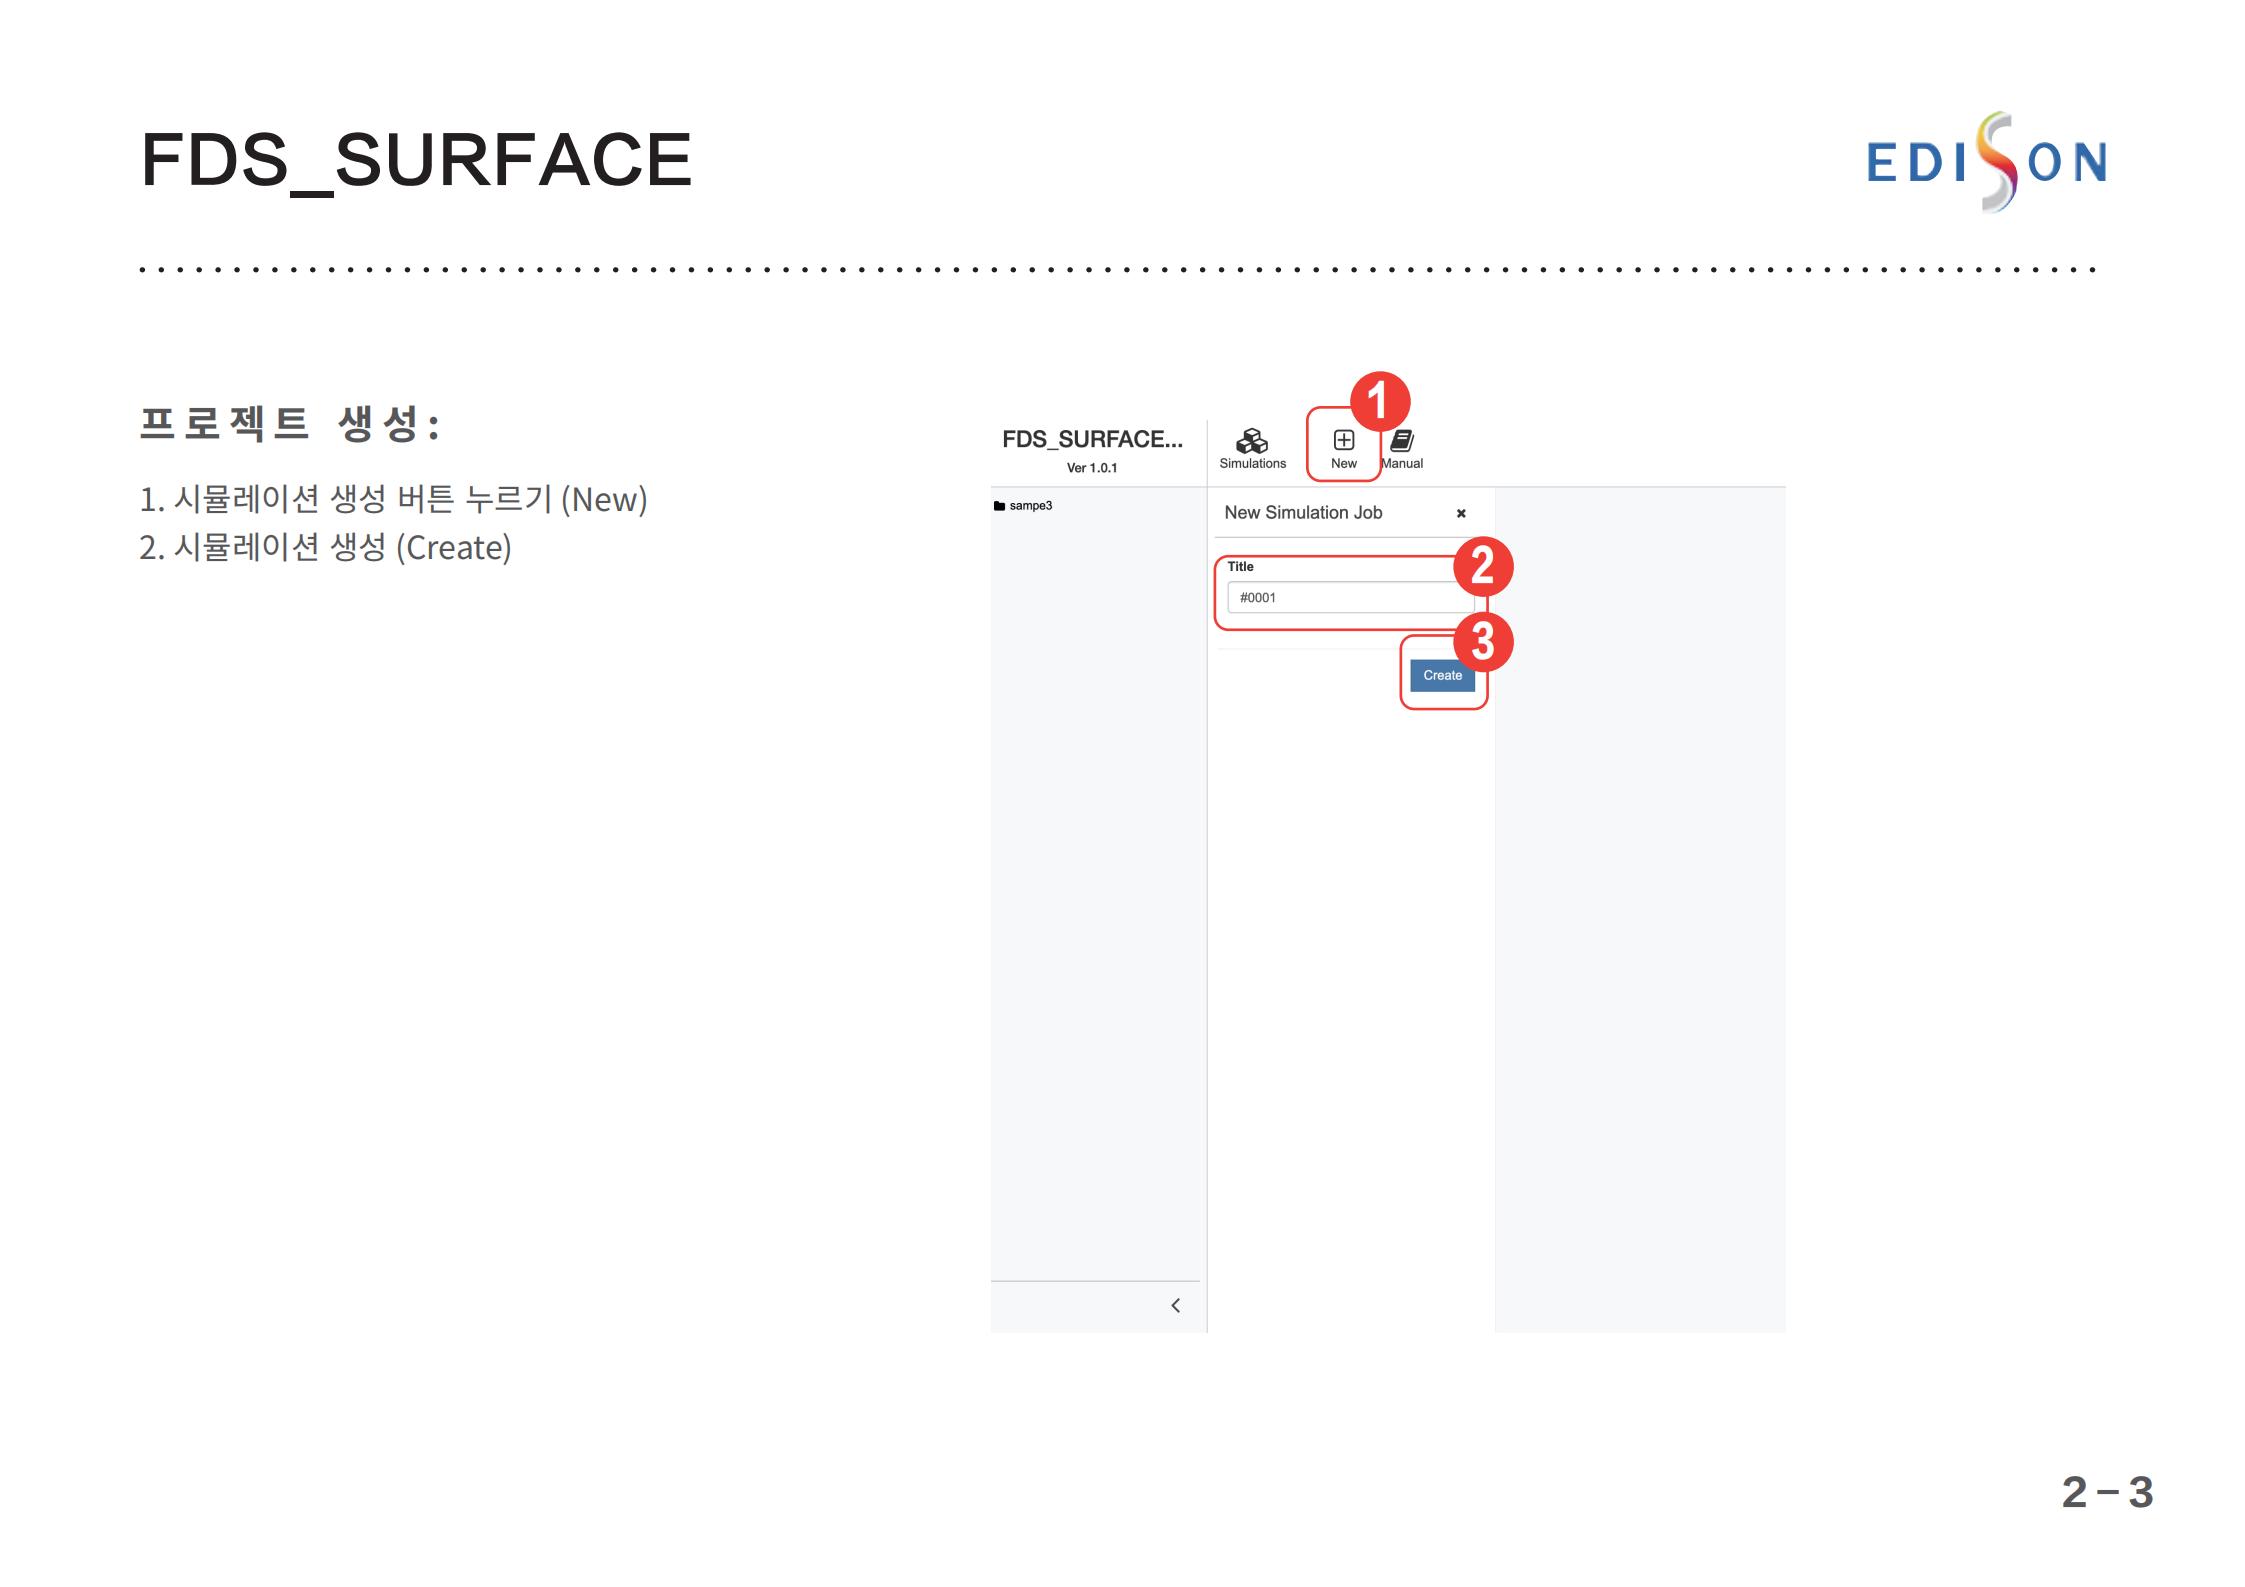 FDS_SURFACE
EDISON
프로젝트 생성:
1. 시뮬레이션 생성 버튼 누르기 (New)
2. 시뮬레이션 생성 (Create)
1
FDS_SURFACE...
Ver 1.0.1
Simulations
New
Manual
sampe3
New Simulation Job
2
Title
#0001
3
Create
2-3